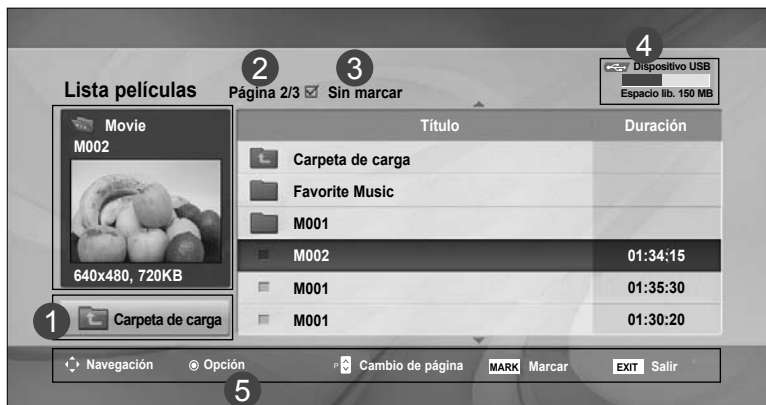 4
Dispositivo USB
Espacio lib. 150 MB
2
3
Lista películas
Página 2/3
Sin marcar
Movie
M002
640x480, 720KB
1
Carpeta de carga
Título
Duración
Carpeta de carga
Favorite Music
M001
M002
01:34:15
M001
01:35:30
M001
01:30:20
Navegación
Opción
P
Cambio de página
MARK Marcar
EXIT Salir
5